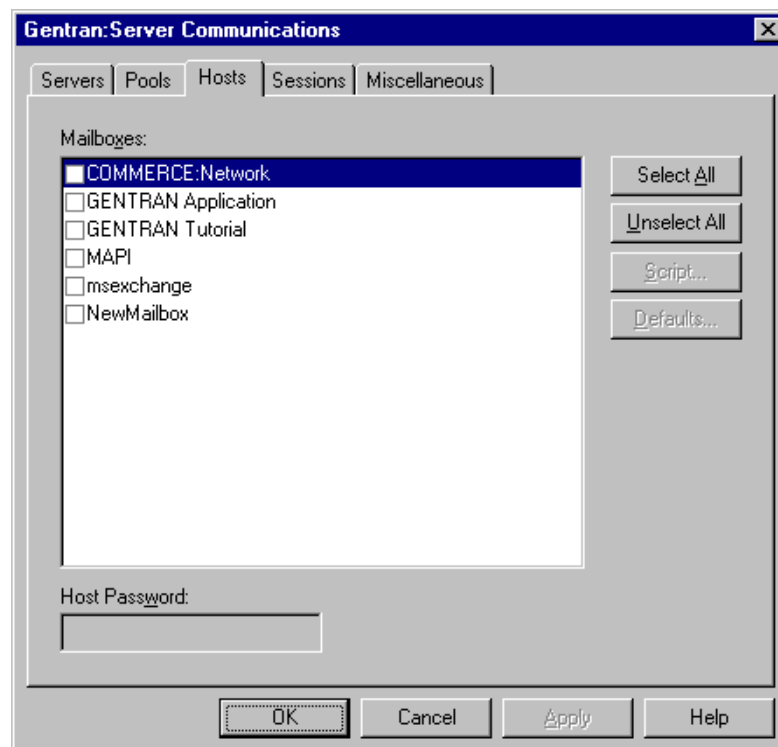 Gentran:Server Communications
Servers Pools Hosts Sessions Miscellaneous
Mailboxes:
COMMERCE:Network
GENTRAN Application
GENTRAN Tutorial
MAPI
msexchange
NewMailbox
Select All
Unselect All
Script...
Defaults...
Host Password:
OK Cancel Apply Help